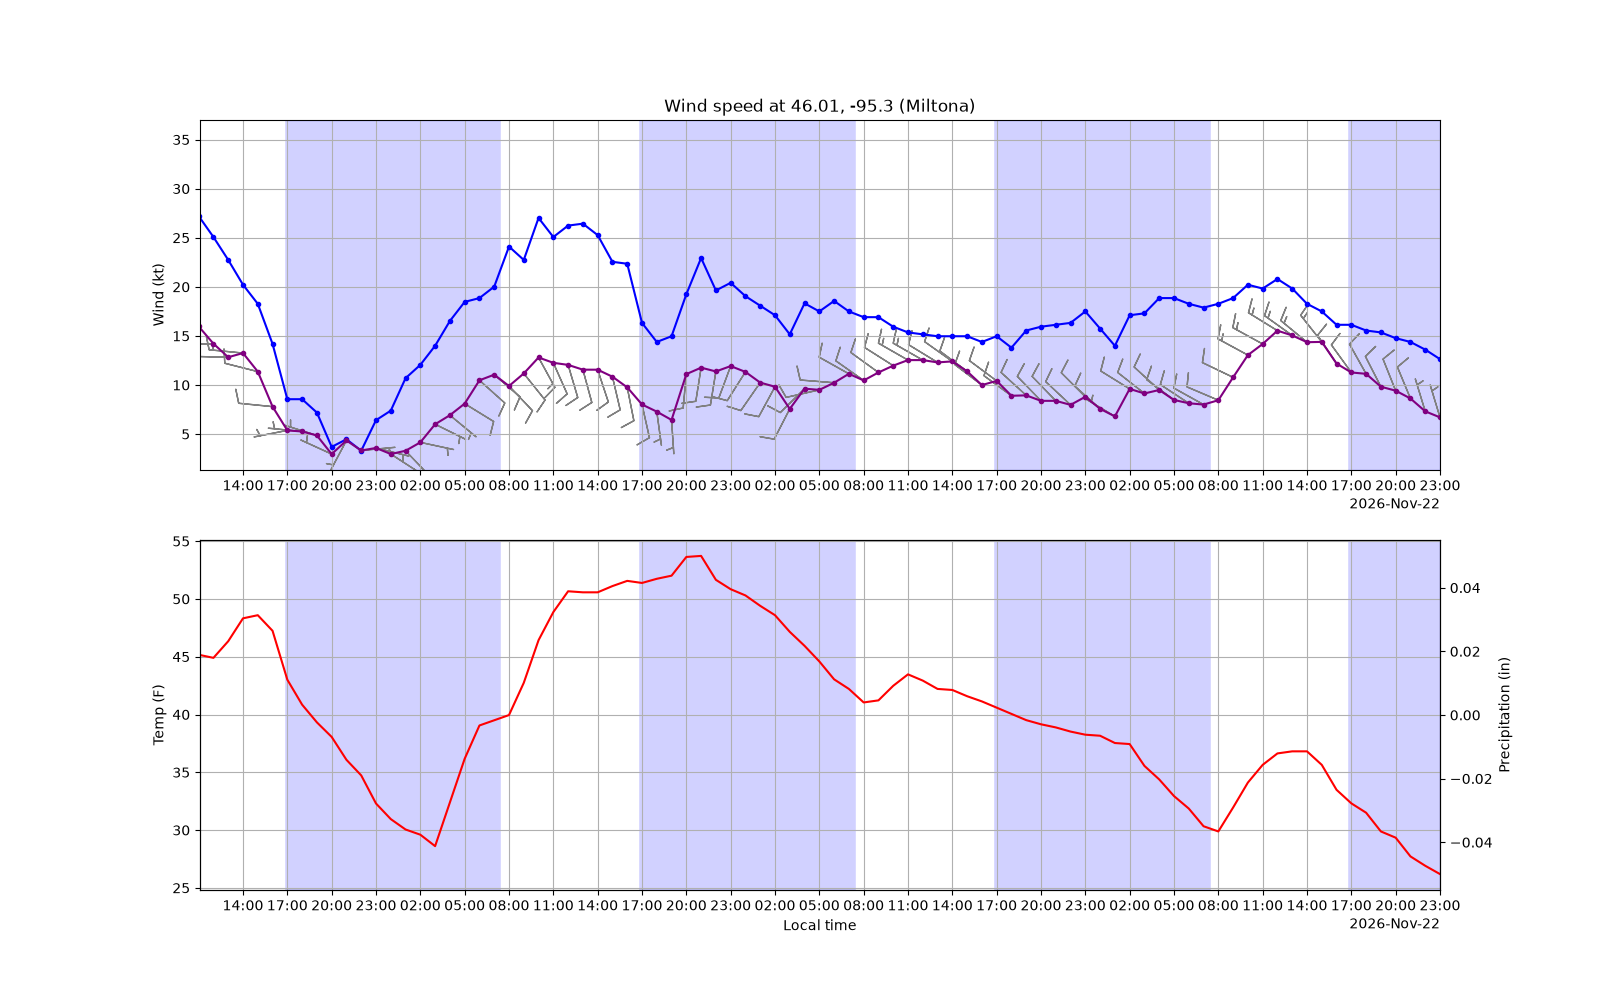 Wind speed at 46.01, -95.3 (Miltona)
35
30
25
20
15
10
5
Wind (kt)
14:00 17:00 20:00 23:00 02:00 05:00 08:00 11:00 14:00 17:00 20:00 23:00 02:00 05:00 08:00 11:00 14:00 17:00 20:00 23:00 02:00 05:00 08:00 11:00 14:00 17:00 20:00 23:00
2026-Nov-22
55
50
45
40
35
30
25
Temp (F)
0.04
0.02
0.00
−0.02
−0.04
Precipitation (in)
14:00 17:00 20:00 23:00 02:00 05:00 08:00 11:00 14:00 17:00 20:00 23:00 02:00 05:00 08:00 11:00 14:00 17:00 20:00 23:00 02:00 05:00 08:00 11:00 14:00 17:00 20:00 23:00
Local time
2026-Nov-22